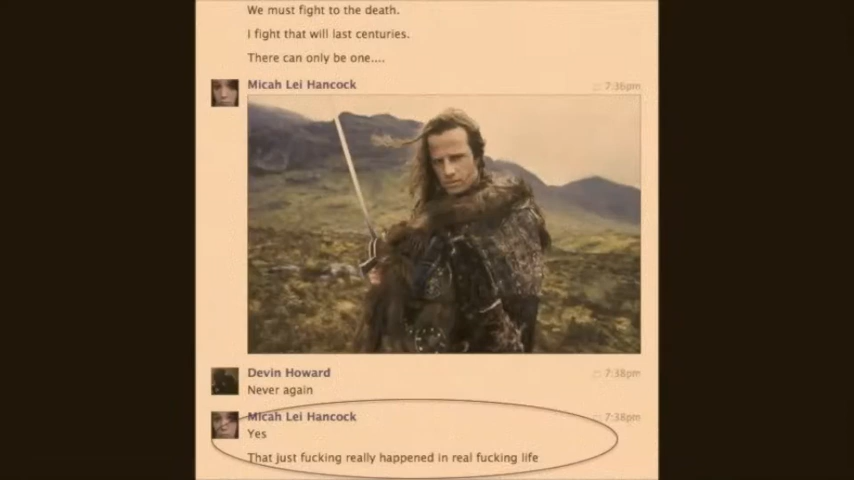 We must fight to the death.
I fight that will last centuries.
There can only be one....
Micah Lei Hancock 7:36pm
Devin Howard 7:38pm
Never again
Micah Lei Hancock 7:38pm
Yes
That just fucking really happened in real fucking life